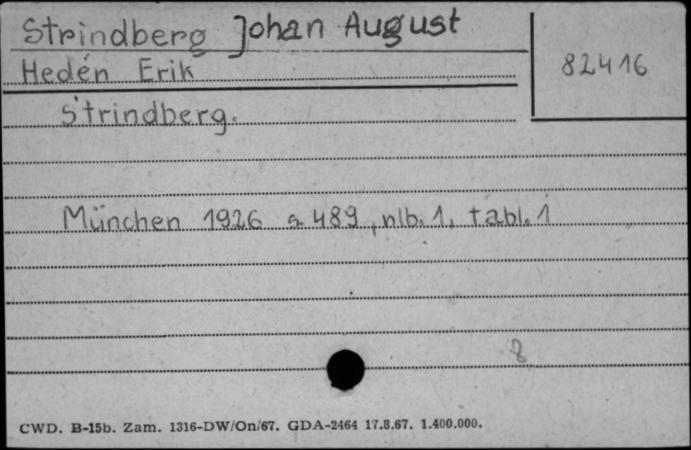 Strindberg Johan August
Hedén Erik
82416
Strindberg.
München 1926 s 489, nlb. 1, tabl. 1
8
CWD. B-15b. Zam. 1316-DW/On/67. GDA-2464 17.8.67. 1.400.000.